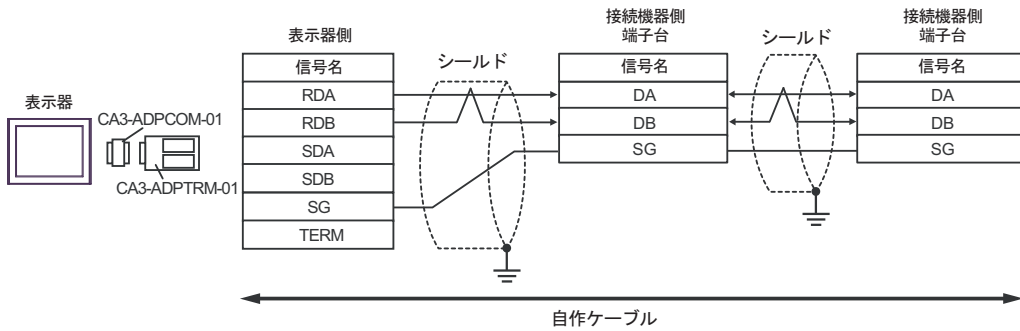 表示器
CA3-ADPCOM-01
CA3-ADPTRM-01
表示器側
信号名
RDA
RDB
SDA
SDB
SG
TERM
シールド
接続機器側
端子台
信号名
DA
DB
SG
シールド
接続機器側
端子台
信号名
DA
DB
SG
自作ケーブル